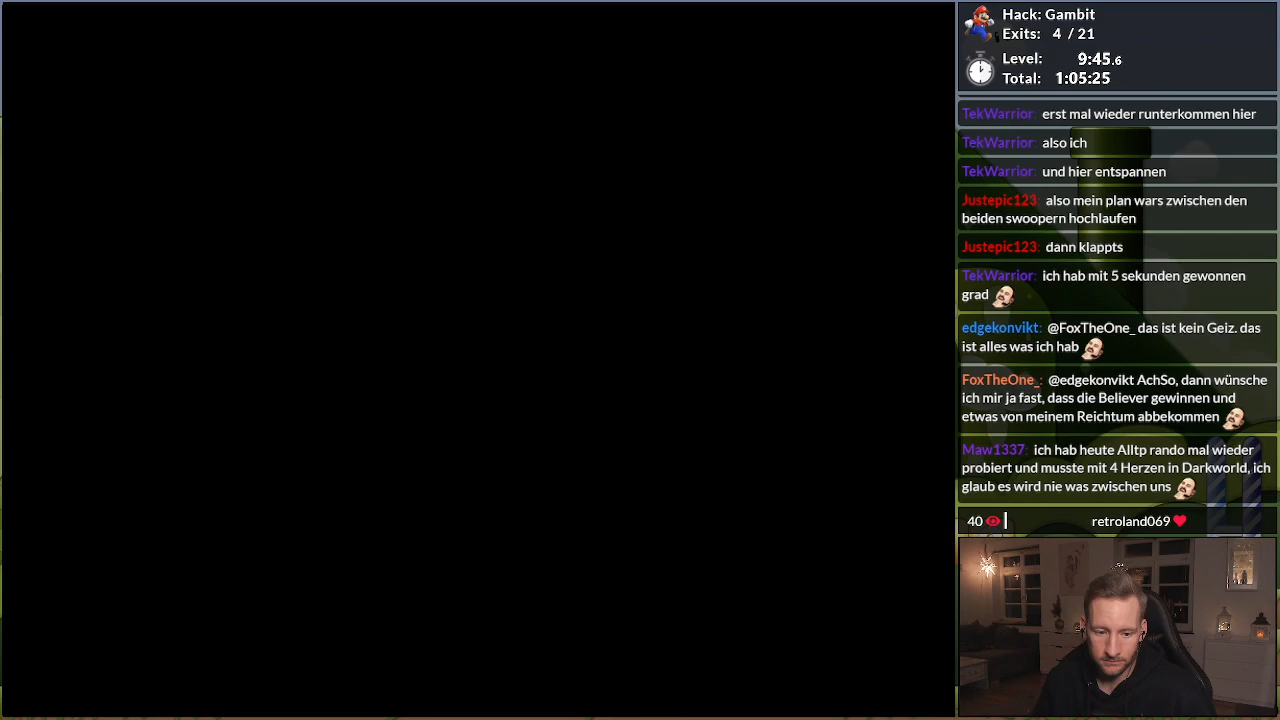 Hack: Gambit
Exits: 4 / 21
Level: 9:45.6
Total: 1:05:25
TekWarrior: erst mal wieder runterkommen hier
TekWarrior: also ich
TekWarrior: und hier entspannen
Justepic123: also mein plan wars zwischen den
beiden swoopern hochlaufen
Justepic123: dann klappts
TekWarrior: ich hab mit 5 sekunden gewonnen
grad
edgekonvikt: @FoxTheOne_ das ist kein Geiz. das
ist alles was ich hab
FoxTheOne_: @edgekonvikt AchSo, dann wünsche
ich mir ja fast, dass die Believer gewinnen und
etwas von meinem Reichtum abbekommen
Maw1337: ich hab heute Alltp rando mal wieder
probiert und musste mit 4 Herzen in Darkworld, ich
glaub es wird nie was zwischen uns
40 retroland069